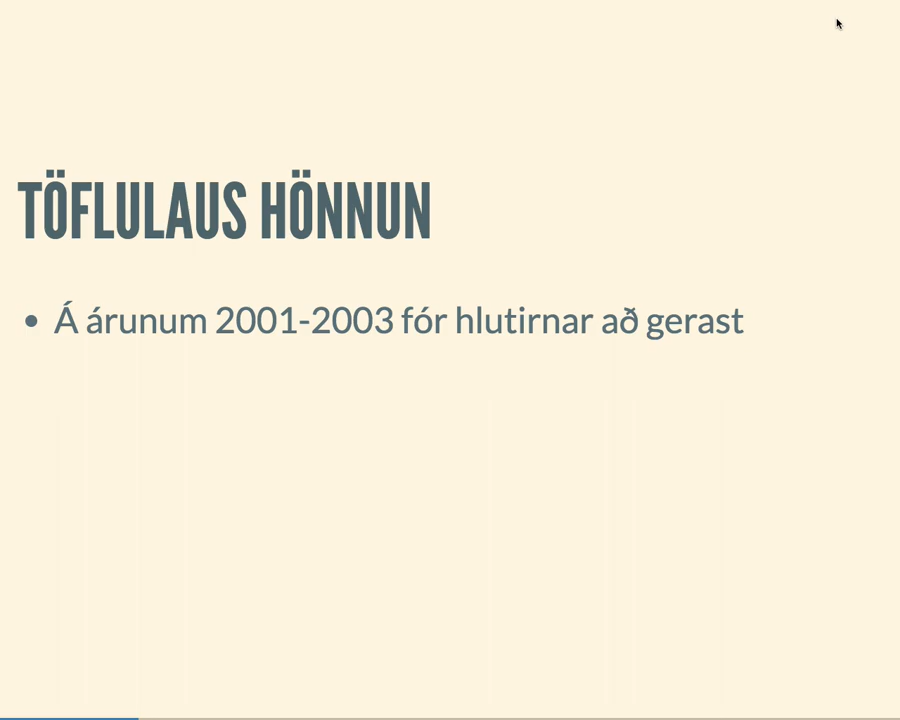 TÖFLULAUS HÖNNUN
• Á árunum 2001-2003 fór hlutirnar að gerast